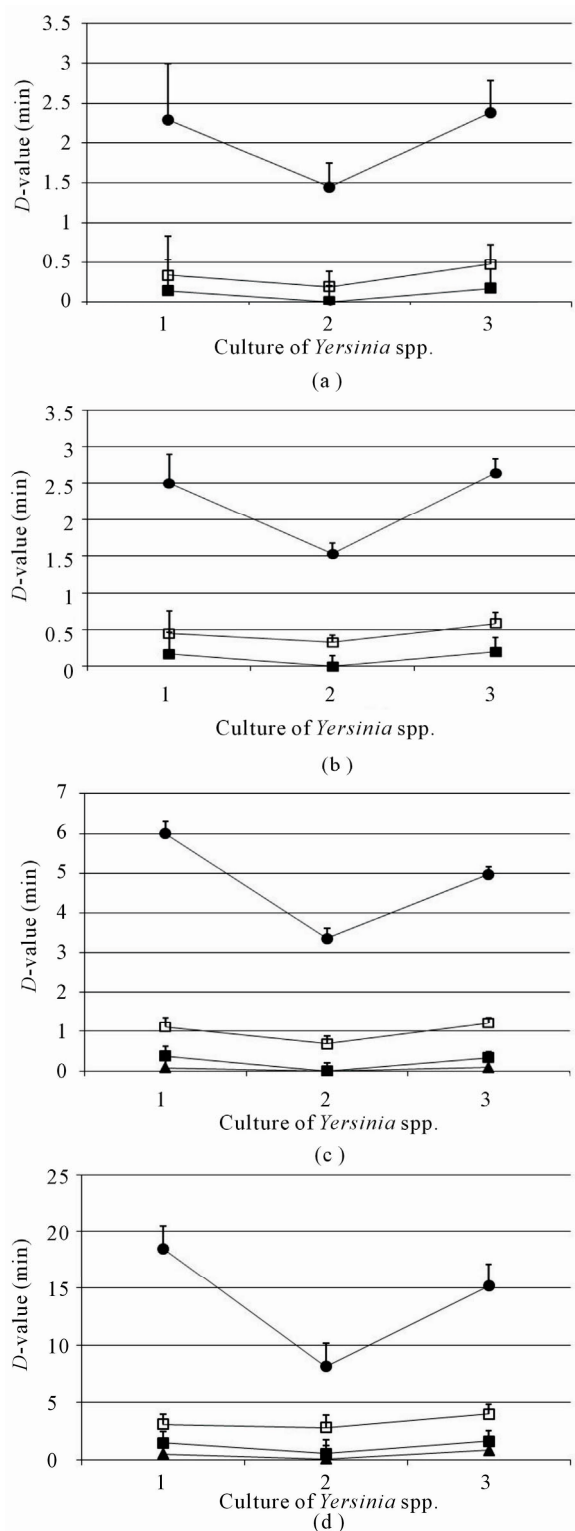 3.5
3
2.5
2
1.5
1
0.5
0
D-value (min)
1 2 3
Culture of Yersinia spp.
(a)
3.5
3
2.5
2
1.5
1
0.5
0
D-value (min)
1 2 3
Culture of Yersinia spp.
(b)
7
6
5
4
3
2
1
0
D-value (min)
1 2 3
Culture of Yersinia spp.
(c)
25
20
15
10
5
0
D-value (min)
1 2 3
Culture of Yersinia spp.
(d)